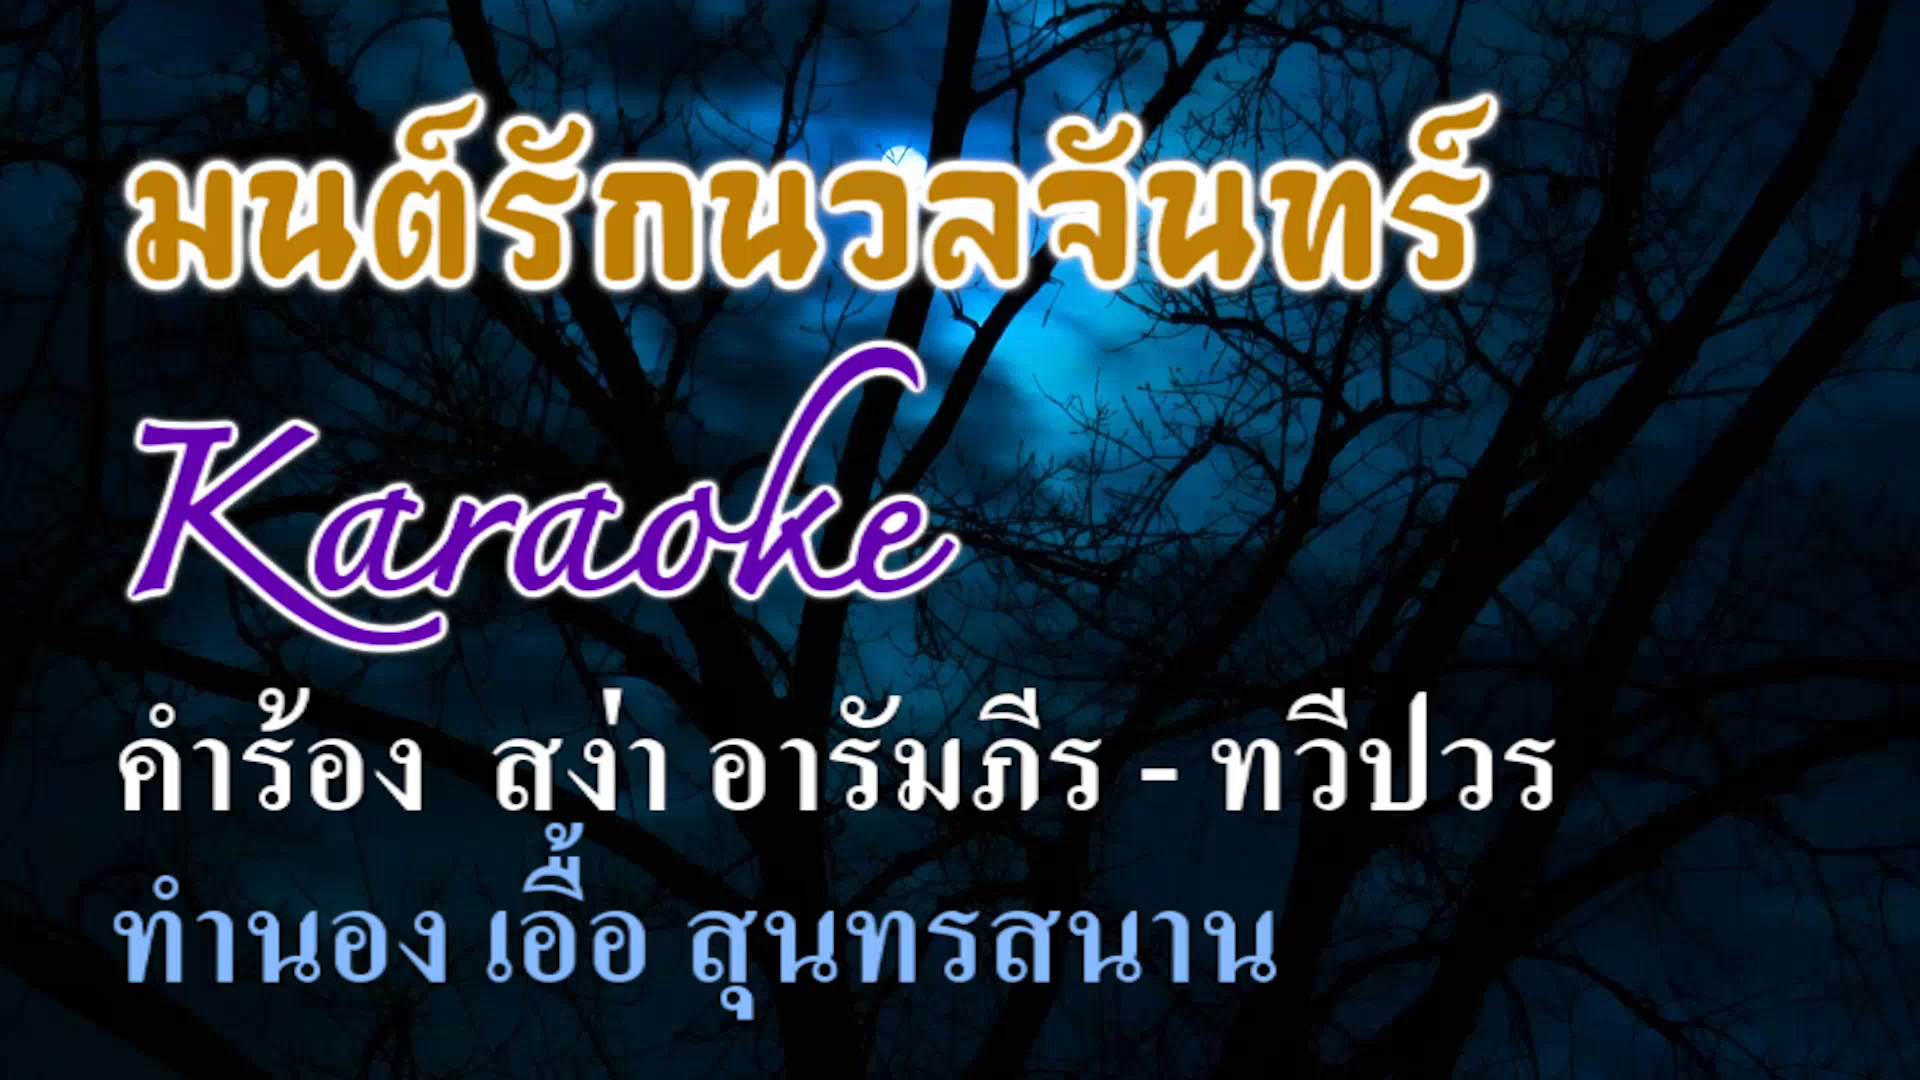 มนต์รักนวลจันทร์
Karaoke
คำร้อง สง่า อารัมภีร - ทวีปวร
ทำนอง เอื้อ สุนทรสนาน